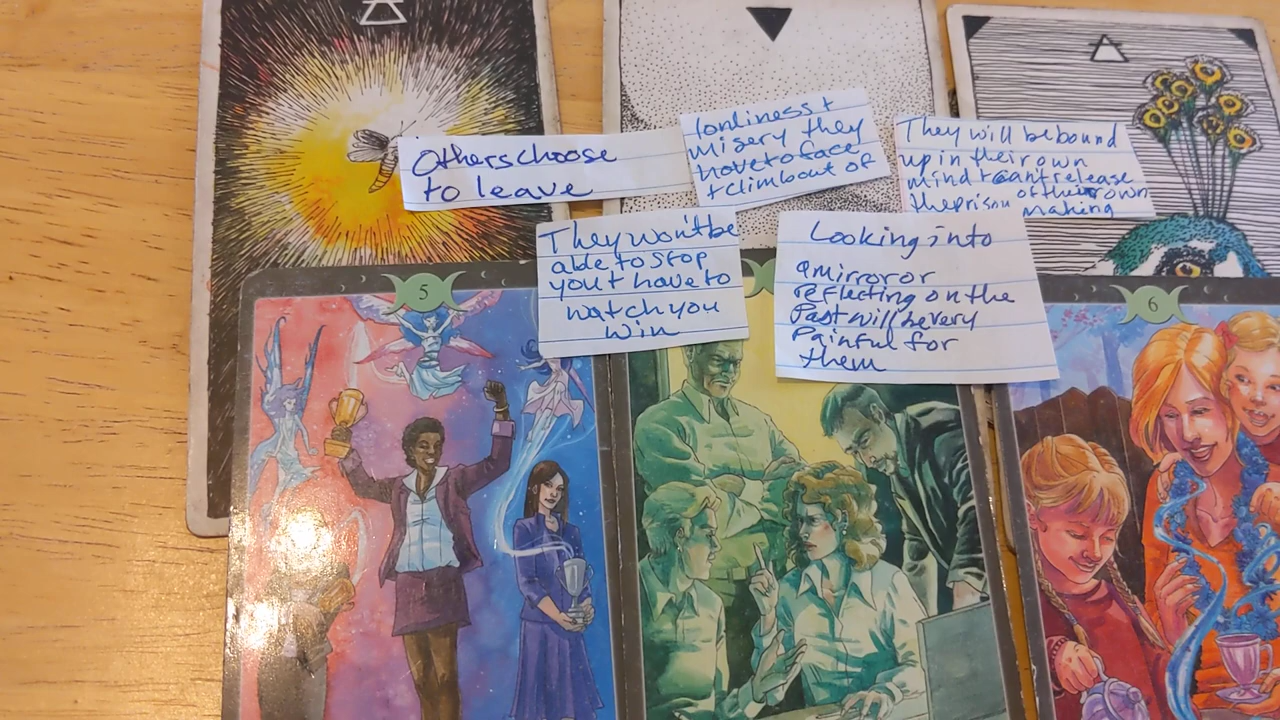 Others choose
to leave
lonliness +
misery they
have to face
+ climb out of
They will be bound
up in their own
mind + cant release
the prison of their own
making
They won't be
able to stop
you + have to
watch you
win
Looking into
a mirror or
reflecting on the
Past will be very
Painful for
them
5
6